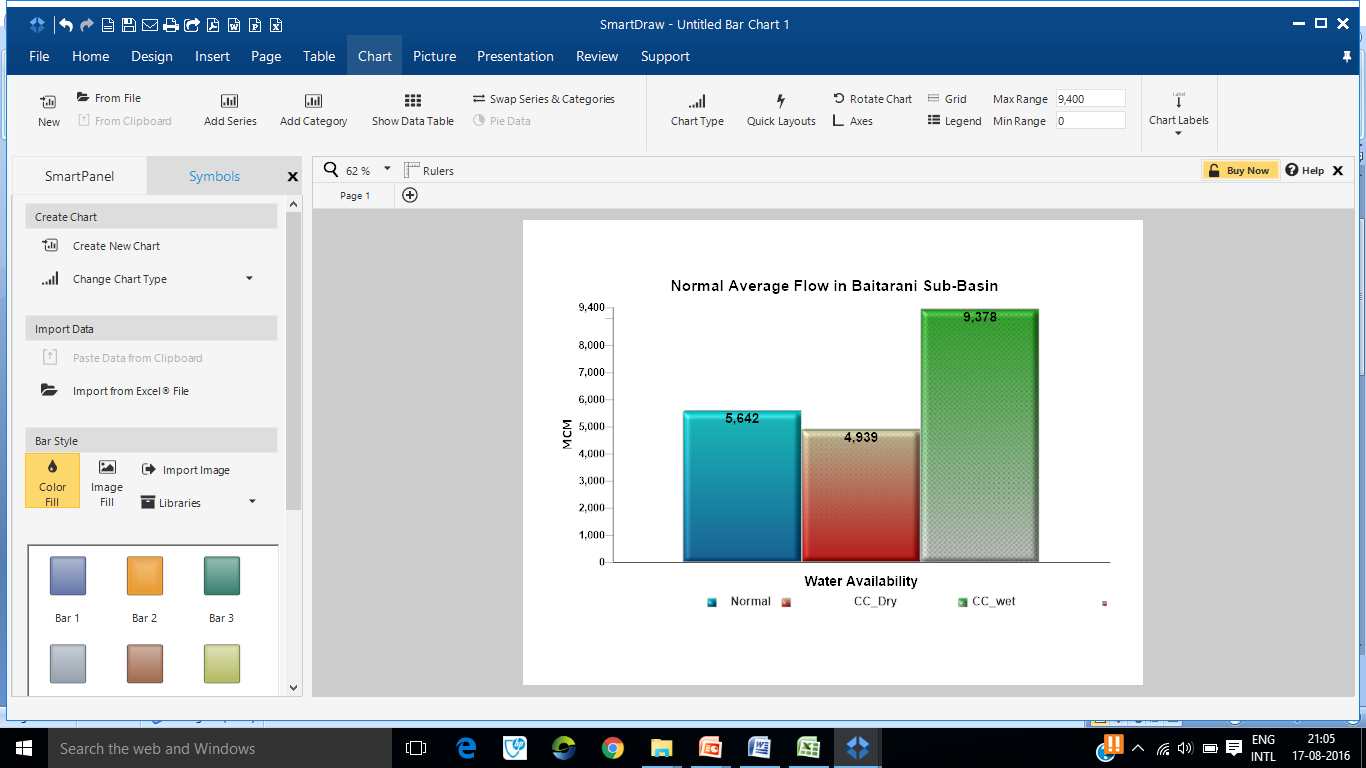 SmartDraw - Untitled Bar Chart 1
File Home Design Insert Page Table Chart Picture Presentation Review Support
New
From File
From Clipboard
Add Series
Add Category
Show Data Table
Swap Series & Categories
Pie Data
Chart Type
Quick Layouts
Rotate Chart
Axes
Grid
Legend
Max Range 9,400
Min Range 0
Label
Chart Labels
SmartPanel Symbols
62 % Rulers
Buy Now Help
Page 1
Create Chart
Create New Chart
Change Chart Type
Import Data
Paste Data from Clipboard
Import from Excel® File
Bar Style
Color
Fill
Image
Fill
Import Image
Libraries
Bar 1 Bar 2 Bar 3
Normal Average Flow in Baitarani Sub-Basin
9,400
8,000
7,000
6,000
5,000
4,000
3,000
2,000
1,000
0
MCM
5,642
4,939
9,378
Water Availability
Normal CC_Dry CC_wet
Search the web and Windows
ENG
INTL
21:05
17-08-2016